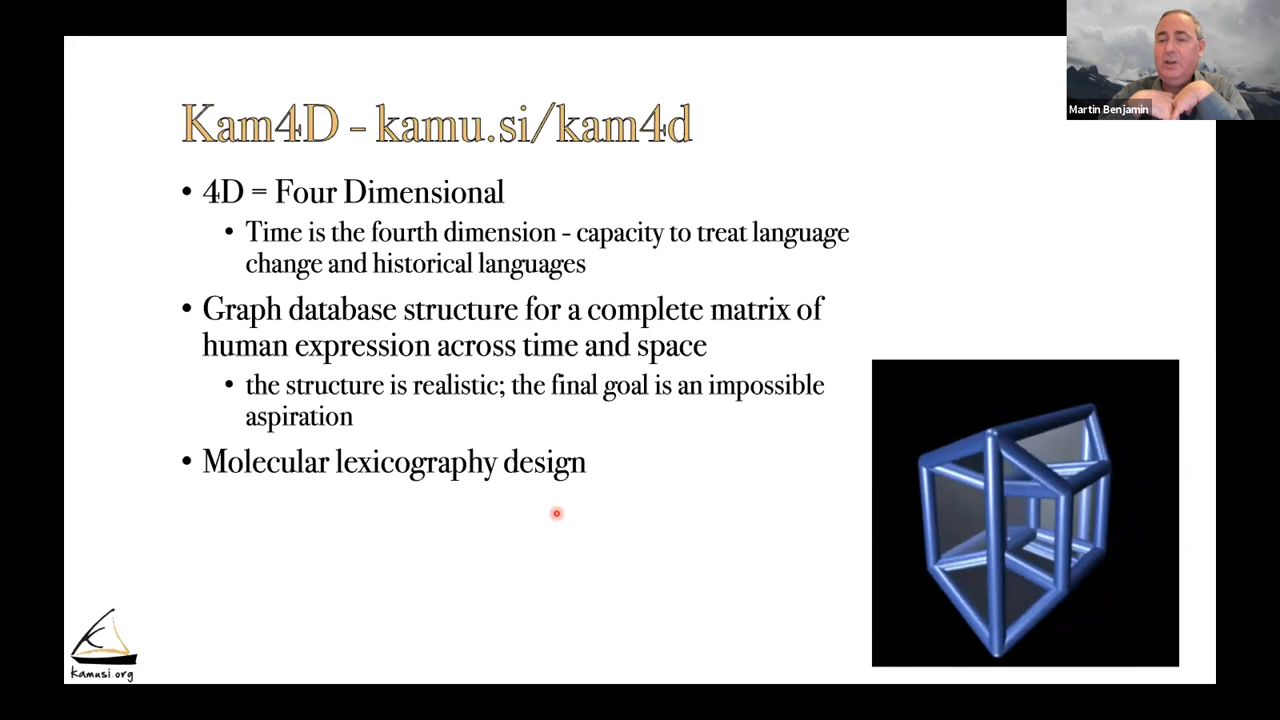 Kam4D - kamu.si/kam4d
• 4D = Four Dimensional
• Time is the fourth dimension - capacity to treat language
change and historical languages
• Graph database structure for a complete matrix of
human expression across time and space
• the structure is realistic; the final goal is an impossible
aspiration
• Molecular lexicography design
Martin Benjamin
kamusi.org